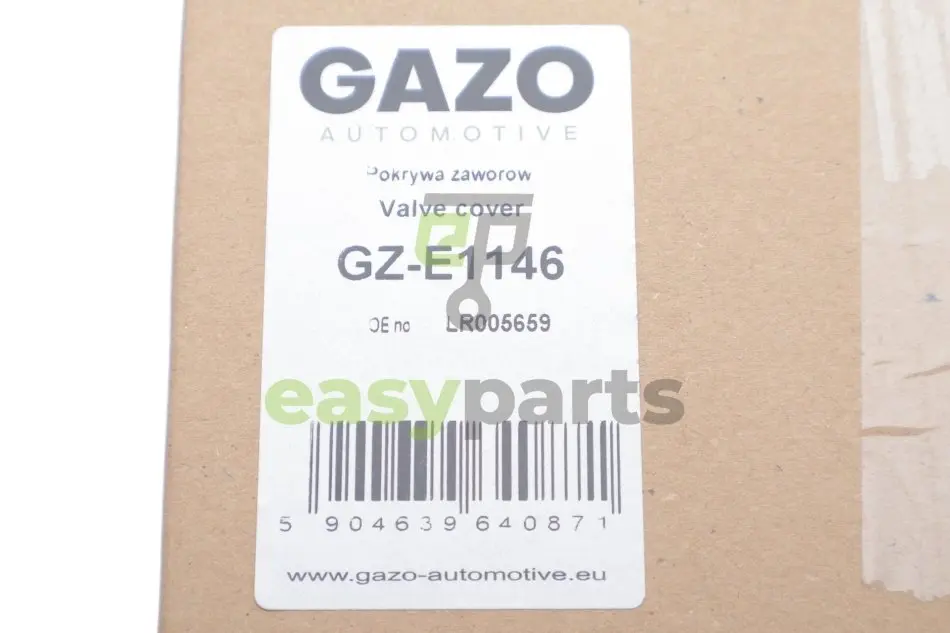 GAZO
AUTOMOTIVE
Pokrywa zaworow
Valve cover
GZ-E1146
OE no LR005659
easyparts
5 904639 640871
www.gazo-automotive.eu